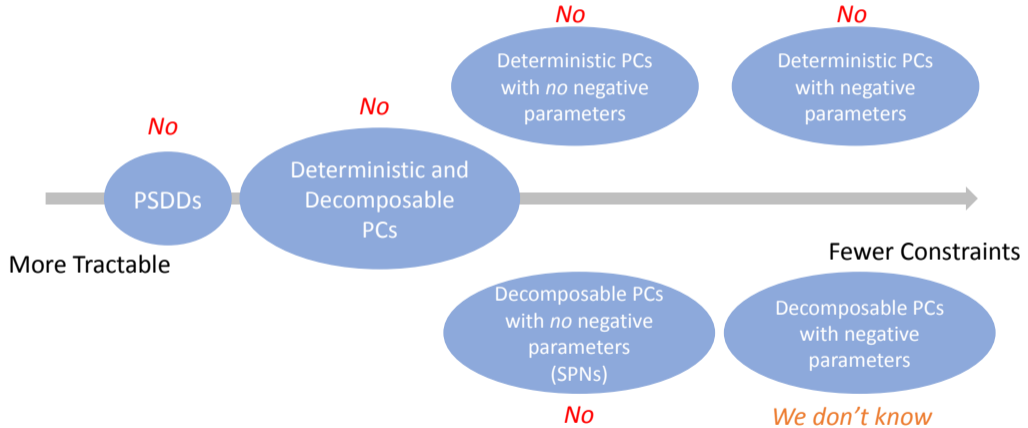 No
Deterministic PCs
with no negative
parameters
No
Deterministic PCs
with negative
parameters
No
PSDDs
No
Deterministic and
Decomposable
PCs
More Tractable
Fewer Constraints
Decomposable PCs
with no negative
parameters
(SPNs)
No
Decomposable PCs
with negative
parameters
We don't know